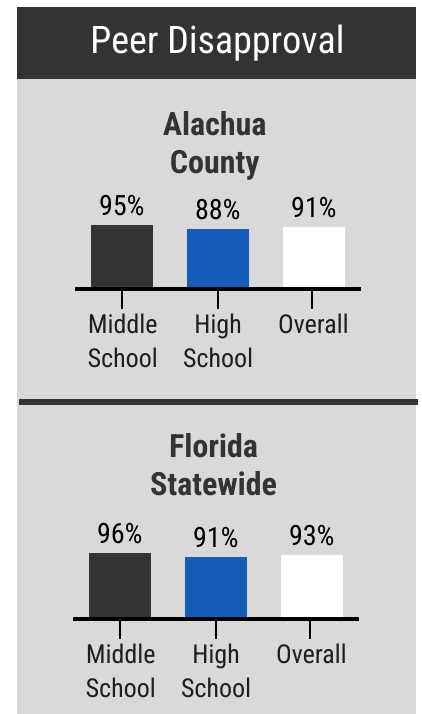 Peer Disapproval
Alachua
County
95% 88% 91%
Middle School
High School
Overall
Florida
Statewide
96% 91% 93%
Middle School
High School
Overall